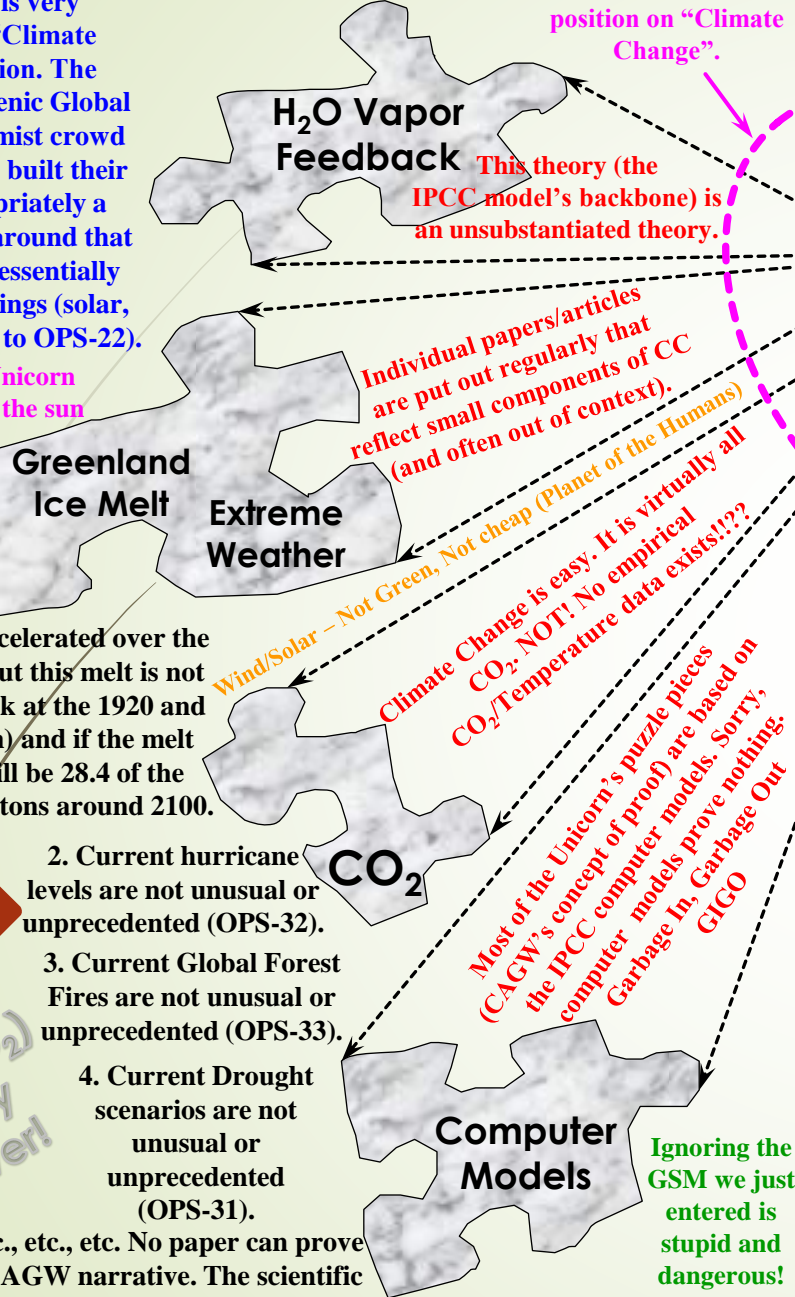 is very
Climate
ion. The
enic Global
mist crowd
built their
priately a
around that
essentially
ings (solar,
to OPS-22).
Unicorn
the sun
position on “Climate
Change”.
H₂O Vapor
Feedback
This theory (the
IPCC model’s backbone) is
an unsubstantiated theory.
Individual papers/articles
are put out regularly that
reflect small components of CC
(and often out of context).
Greenland
Ice Melt
Extreme
Weather
Wind/Solar – Not Green, Not cheap (Planet of the Humans)
Climate Change is easy. It is virtually all
CO₂. NOT! No empirical
CO₂/Temperature data exists!!??
celerated over the
ut this melt is not
k at the 1920 and
) and if the melt
ill be 28.4 of the
tons around 2100.
CO₂
2. Current hurricane
levels are not unusual or
unprecedented (OPS-32).
3. Current Global Forest
Fires are not unusual or
unprecedented (OPS-33).
4. Current Drought
scenarios are not
unusual or
unprecedented
(OPS-31).
c., etc., etc. No paper can prove
AGW narrative. The scientific
Most of the Unicorn’s puzzle pieces
(CAGW’s concept of proof) are based on
the IPCC computer models. Sorry,
computer models prove nothing.
Garbage In, Garbage Out
GIGO
Computer
Models
Ignoring the
GSM we just
entered is
stupid and
dangerous!